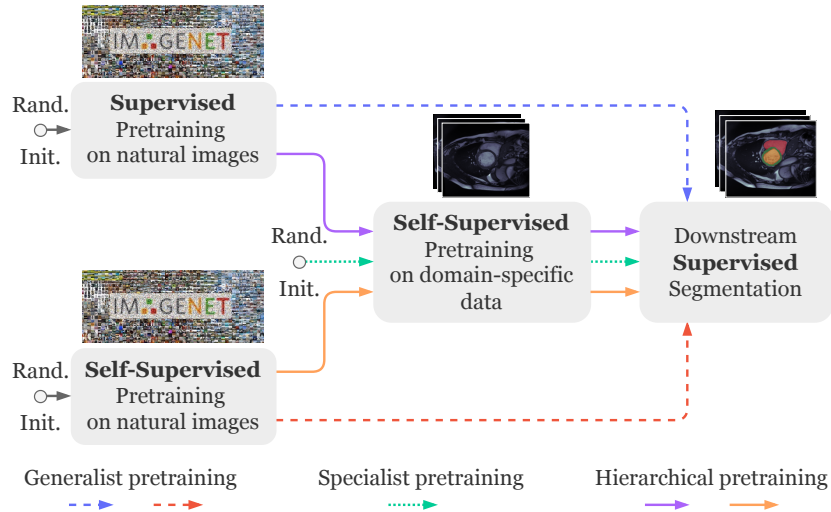 IMAGENET
Rand.
Init.
Supervised
Pretraining
on natural images
Rand.
Init.
Self-Supervised
Pretraining
on domain-specific
data
Downstream
Supervised
Segmentation
IMAGENET
Rand.
Init.
Self-Supervised
Pretraining
on natural images
Generalist pretraining
Specialist pretraining
Hierarchical pretraining